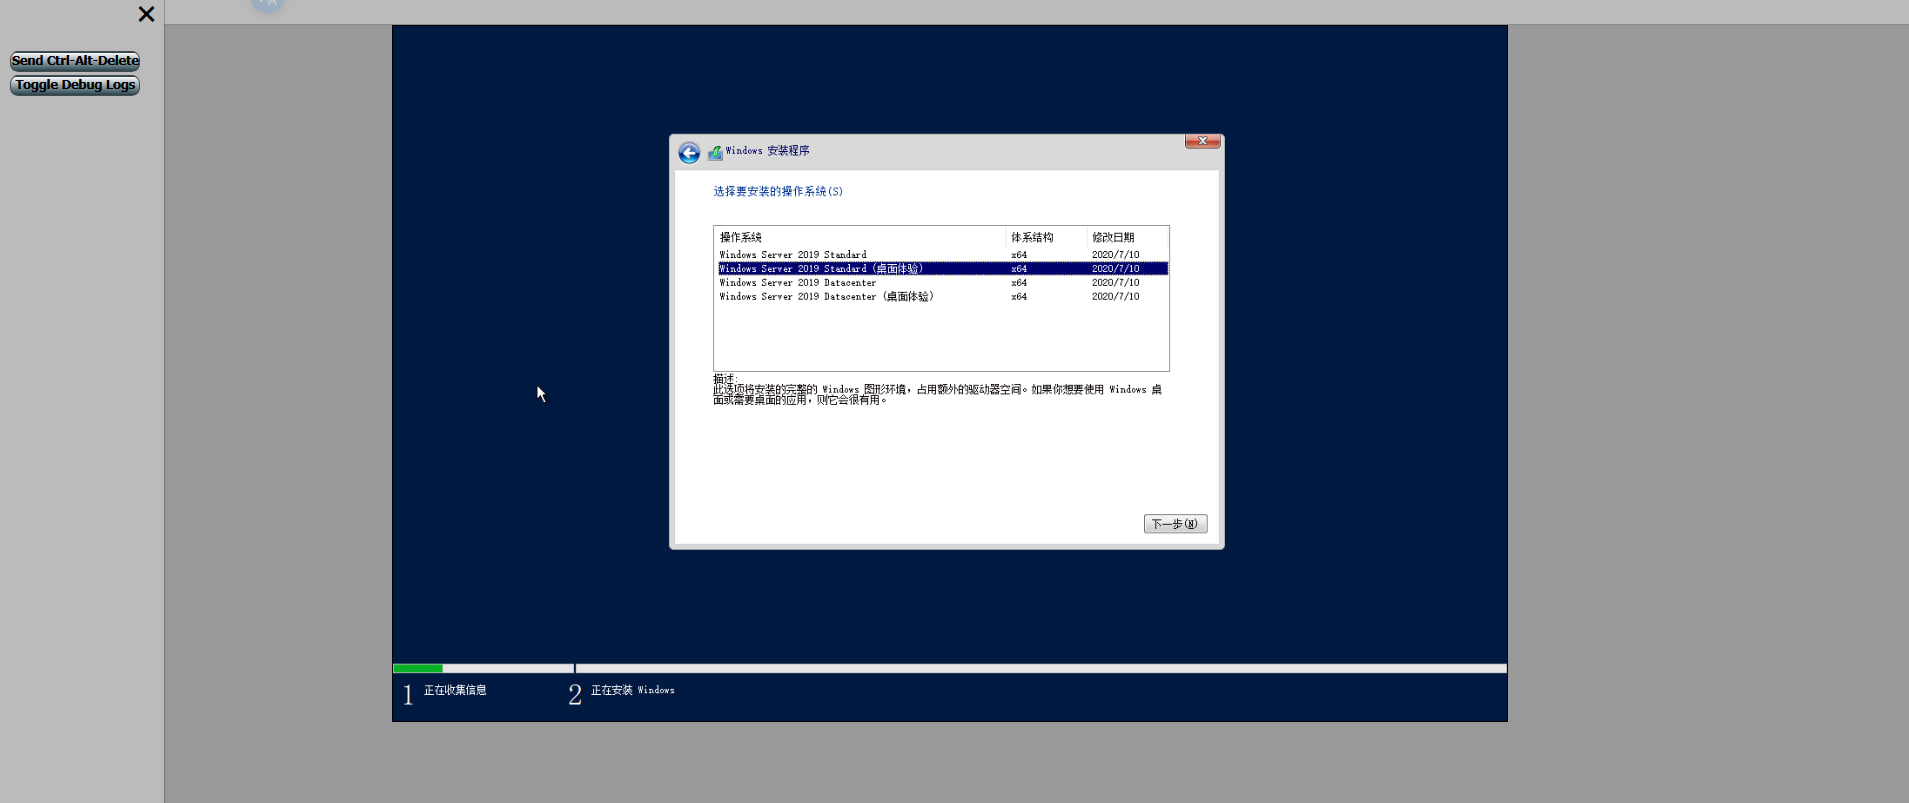 Send Ctrl-Alt-Delete
Toggle Debug Logs
Windows 安装程序
选择要安装的操作系统(S)
操作系统 体系结构 修改日期
Windows Server 2019 Standard x64 2020/7/10
Windows Server 2019 Standard (桌面体验) x64 2020/7/10
Windows Server 2019 Datacenter x64 2020/7/10
Windows Server 2019 Datacenter (桌面体验) x64 2020/7/10
描述:
此选项将安装的完整的 Windows 图形环境，占用额外的驱动器空间。如果你想要使用 Windows 桌
面或需要桌面的应用，则它会很有用。
下一步(N)
1 正在收集信息 2 正在安装 Windows